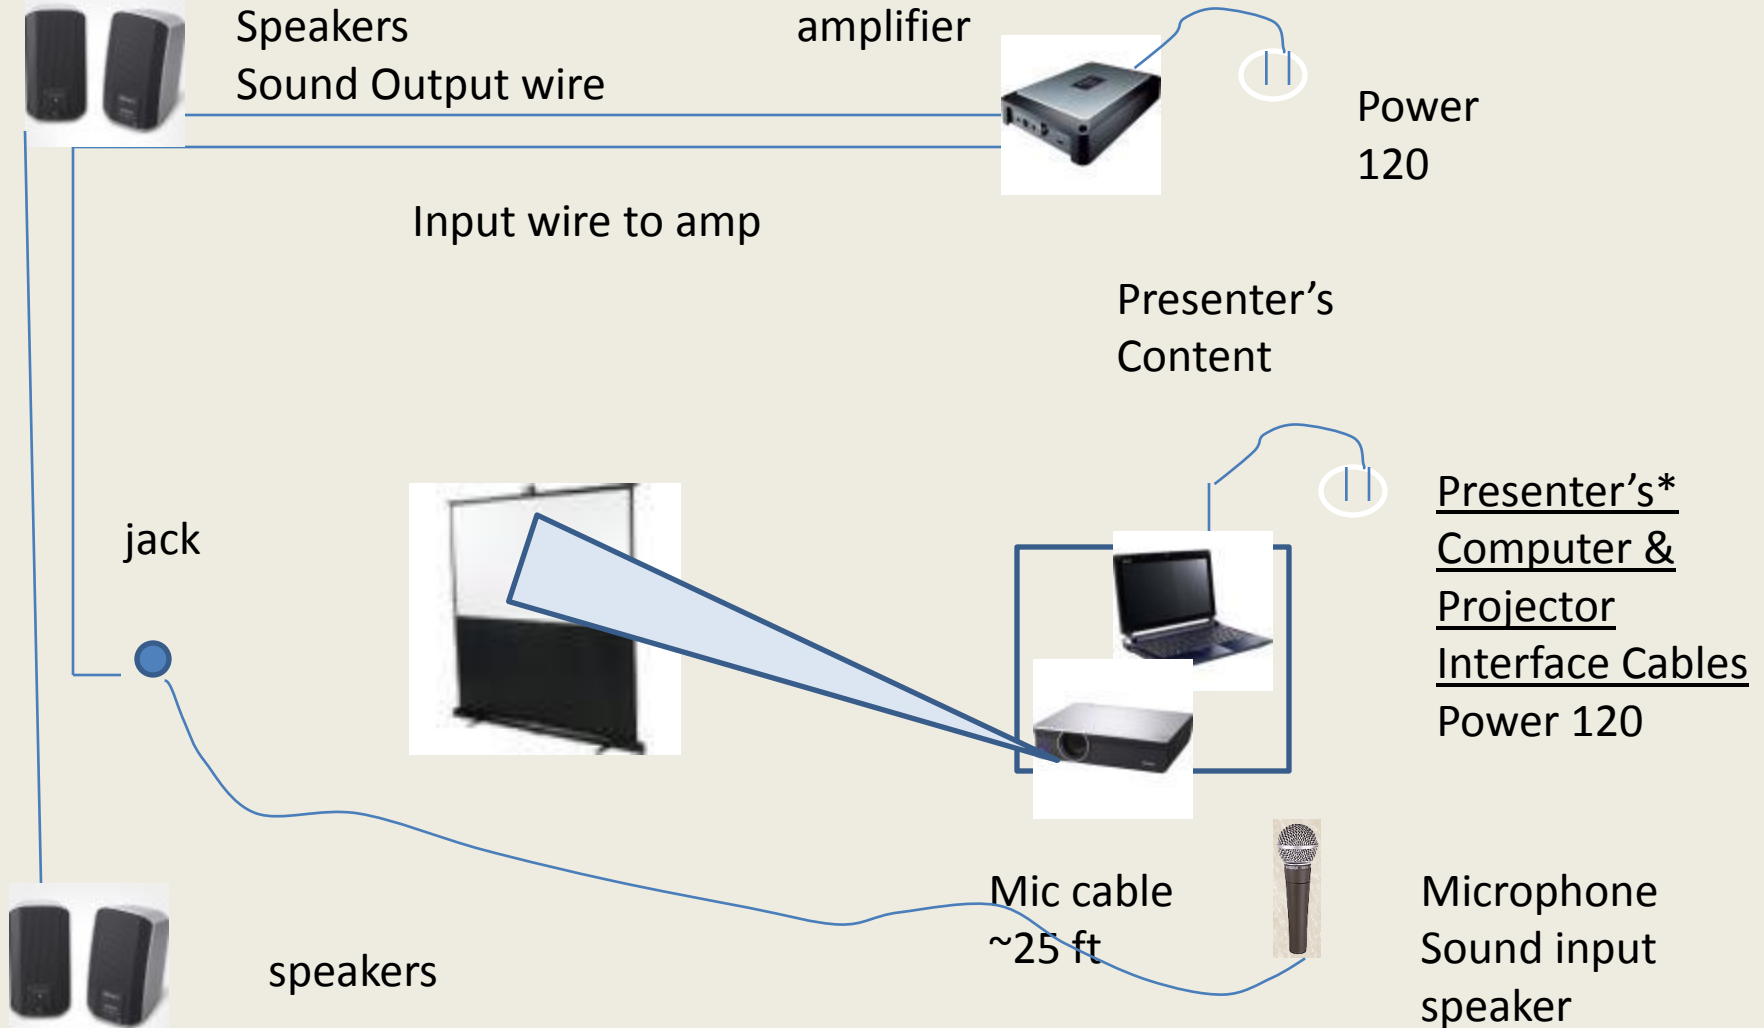 Speakers
Sound Output wire
amplifier
Power
120
Input wire to amp
Presenter’s
Content
jack
Presenter’s*
Computer &
Projector
Interface Cables
Power 120
Mic cable
~25 ft
Microphone
Sound input
speaker
speakers